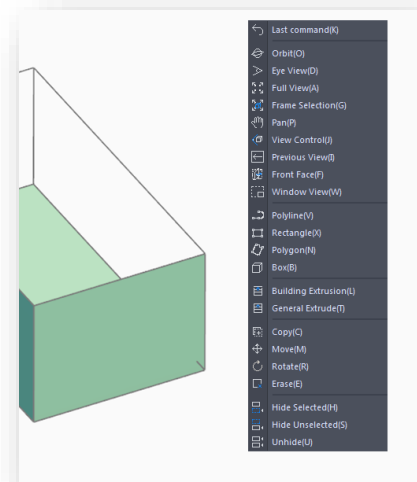 Last command(K)
Orbit(O)
Eye View(D)
Full View(A)
Frame Selection(G)
Pan(P)
View Control(J)
Previous View(I)
Front Face(F)
Window View(W)
Polyline(V)
Rectangle(X)
Polygon(N)
Box(B)
Building Extrusion(L)
General Extrude(T)
Copy(C)
Move(M)
Rotate(R)
Erase(E)
Hide Selected(H)
Hide Unselected(S)
Unhide(U)